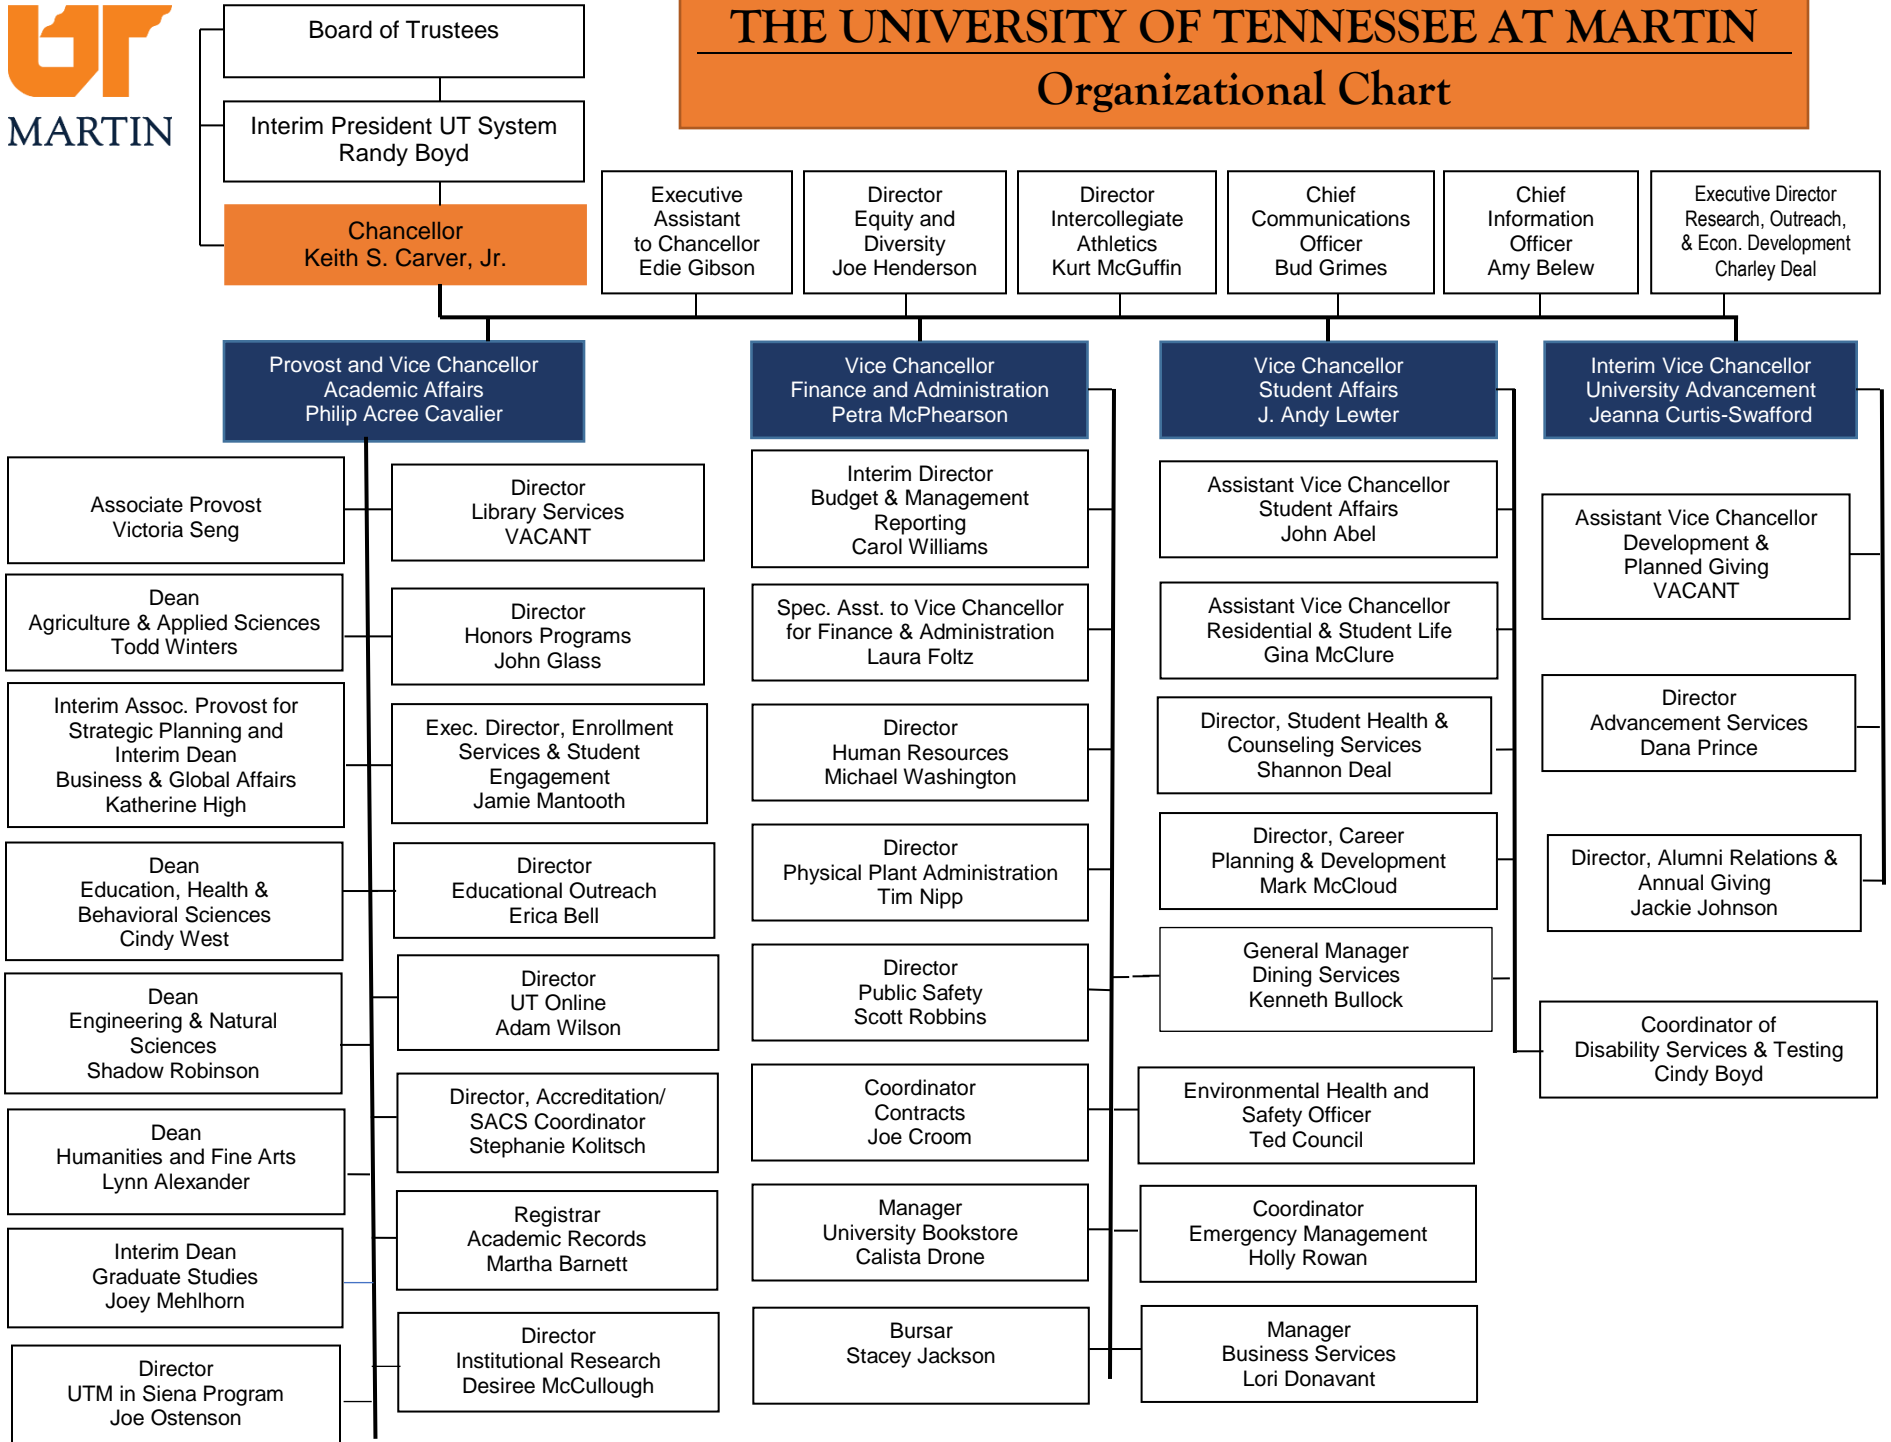 UT
MARTIN
Board of Trustees
Interim President UT System
Randy Boyd
Chancellor
Keith S. Carver, Jr.
THE UNIVERSITY OF TENNESSEE AT MARTIN
Organizational Chart
Executive
Assistant
to Chancellor
Edie Gibson
Director
Equity and
Diversity
Joe Henderson
Director
Intercollegiate
Athletics
Kurt McGuffin
Chief
Communications
Officer
Bud Grimes
Chief
Information
Officer
Amy Belew
Executive Director
Research, Outreach,
& Econ. Development
Charley Deal
Provost and Vice Chancellor
Academic Affairs
Philip Acree Cavalier
Associate Provost
Victoria Seng
Dean
Agriculture & Applied Sciences
Todd Winters
Interim Assoc. Provost for
Strategic Planning and
Interim Dean
Business & Global Affairs
Katherine High
Dean
Education, Health &
Behavioral Sciences
Cindy West
Dean
Engineering & Natural
Sciences
Shadow Robinson
Dean
Humanities and Fine Arts
Lynn Alexander
Interim Dean
Graduate Studies
Joey Mehlhorn
Director
UTM in Siena Program
Joe Ostenson
Director
Library Services
VACANT
Director
Honors Programs
John Glass
Exec. Director, Enrollment
Services & Student
Engagement
Jamie Mantooth
Director
Educational Outreach
Erica Bell
Director
UT Online
Adam Wilson
Director, Accreditation/
SACS Coordinator
Stephanie Kolitsch
Registrar
Academic Records
Martha Barnett
Director
Institutional Research
Desiree McCullough
Vice Chancellor
Finance and Administration
Petra McPhearson
Interim Director
Budget & Management
Reporting
Carol Williams
Spec. Asst. to Vice Chancellor
for Finance & Administration
Laura Foltz
Director
Human Resources
Michael Washington
Director
Physical Plant Administration
Tim Nipp
Director
Public Safety
Scott Robbins
Coordinator
Contracts
Joe Croom
Manager
University Bookstore
Calista Drone
Bursar
Stacey Jackson
Vice Chancellor
Student Affairs
J. Andy Lewter
Assistant Vice Chancellor
Student Affairs
John Abel
Assistant Vice Chancellor
Residential & Student Life
Gina McClure
Director, Student Health &
Counseling Services
Shannon Deal
Director, Career
Planning & Development
Mark McCloud
General Manager
Dining Services
Kenneth Bullock
Environmental Health and
Safety Officer
Ted Council
Coordinator
Emergency Management
Holly Rowan
Manager
Business Services
Lori Donavant
Interim Vice Chancellor
University Advancement
Jeanna Curtis-Swafford
Assistant Vice Chancellor
Development &
Planned Giving
VACANT
Director
Advancement Services
Dana Prince
Director, Alumni Relations &
Annual Giving
Jackie Johnson
Coordinator of
Disability Services & Testing
Cindy Boyd